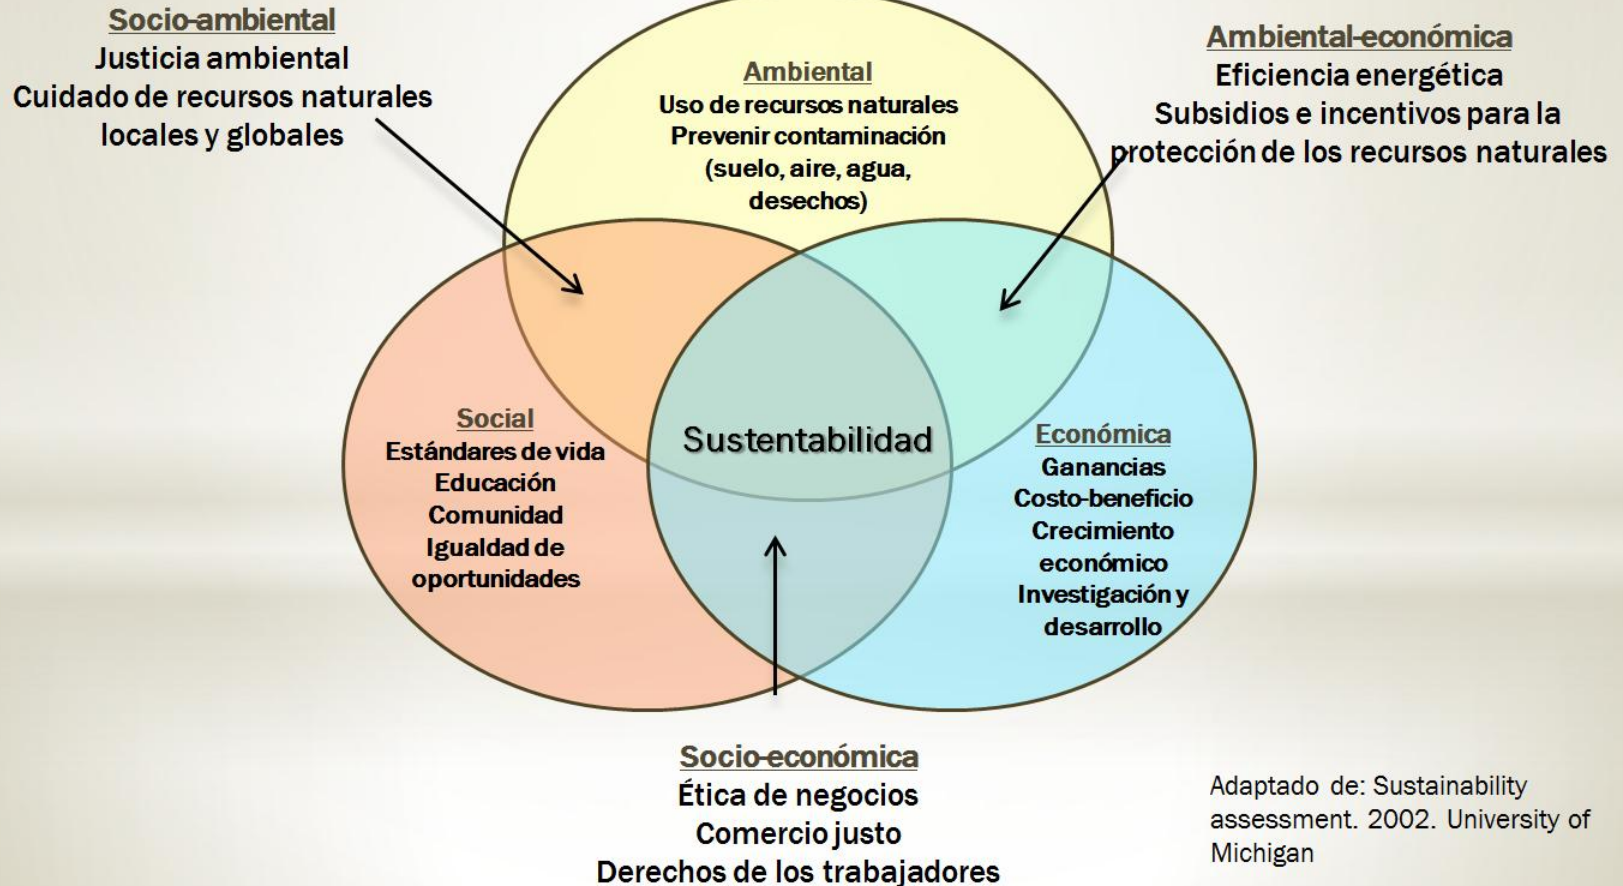 Socio-ambiental
Justicia ambiental
Cuidado de recursos naturales
locales y globales
Ambiental
Uso de recursos naturales
Prevenir contaminación
(suelo, aire, agua,
desechos)
Ambiental-económica
Eficiencia energética
Subsidios e incentivos para la
protección de los recursos naturales
Social
Estándares de vida
Educación
Comunidad
Igualdad de
oportunidades
Sustentabilidad
Económica
Ganancias
Costo-beneficio
Crecimiento
económico
Investigación y
desarrollo
Socio-económica
Ética de negocios
Comercio justo
Derechos de los trabajadores
Adaptado de: Sustainability
assessment. 2002. University of
Michigan